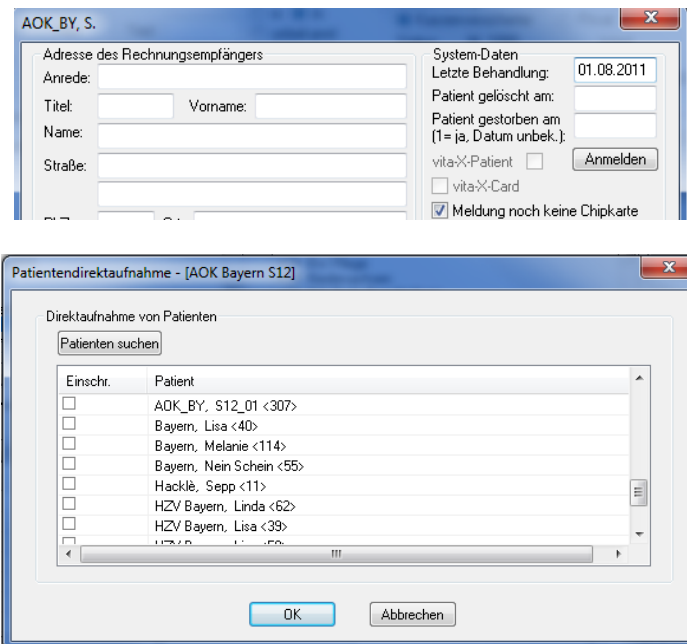 AOK_BY, S.
Adresse des Rechnungsempfängers
Anrede:
Titel:
Vorname:
Name:
Straße:
System-Daten
Letzte Behandlung: 01.08.2011
Patient gelöscht am:
Patient gestorben am
(1= ja, Datum unbek.):
vita-X-Patient
Anmelden
vita-X-Card
Meldung noch keine Chipkarte
Patientendirektaufnahme - [AOK Bayern S12]
Direktaufnahme von Patienten
Patienten suchen
Einschr. Patient
AOK_BY, S12_01 <307>
Bayern, Lisa <40>
Bayern, Melanie <114>
Bayern, Nein Schein <55>
Hacklè, Sepp <11>
HZV Bayern, Linda <62>
HZV Bayern, Lisa <39>
OK
Abbrechen